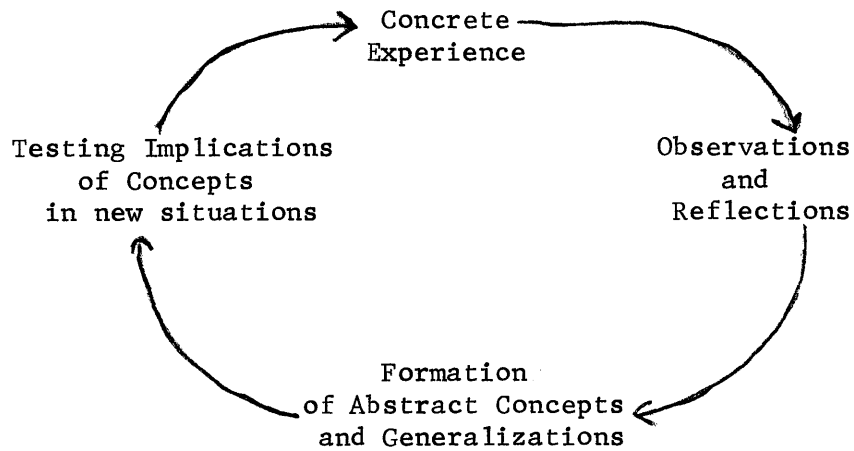 Concrete
Experience
Observations
and
Reflections
Formation
of Abstract Concepts
and Generalizations
Testing Implications
of Concepts
in new situations